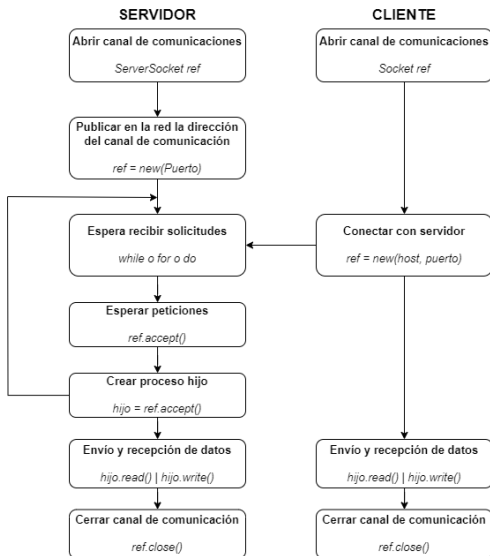 SERVIDOR
Abrir canal de comunicaciones
ServerSocket ref
Publicar en la red la dirección
del canal de comunicación
ref = new(Puerto)
Espera recibir solicitudes
while o for o do
Esperar peticiones
ref.accept()
Crear proceso hijo
hijo = ref.accept()
Envío y recepción de datos
hijo.read() | hijo.write()
Cerrar canal de comunicación
ref.close()
CLIENTE
Abrir canal de comunicaciones
Socket ref
Conectar con servidor
ref = new(host, puerto)
Envío y recepción de datos
hijo.read() | hijo.write()
Cerrar canal de comunicación
ref.close()